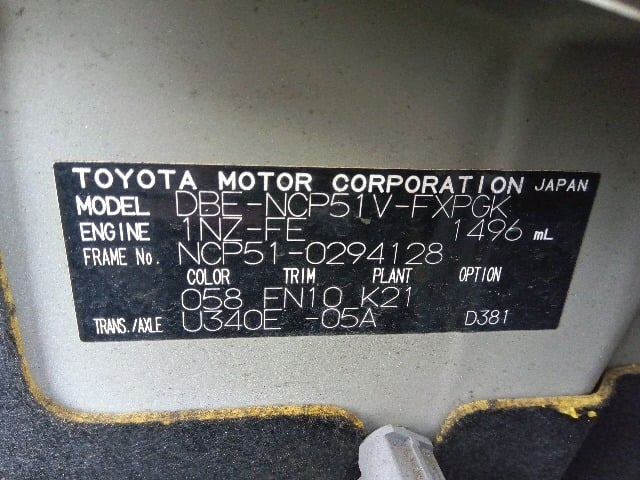 TOYOTA MOTOR CORPORATION JAPAN
MODEL DBE-NCP51V-FXPGK
ENGINE 1NZ-FE 1496 mL
FRAME No. NCP51-0294128
COLOR TRIM PLANT OPTION
058 FN10 K21
TRANS./AXLE U340E -05A D381